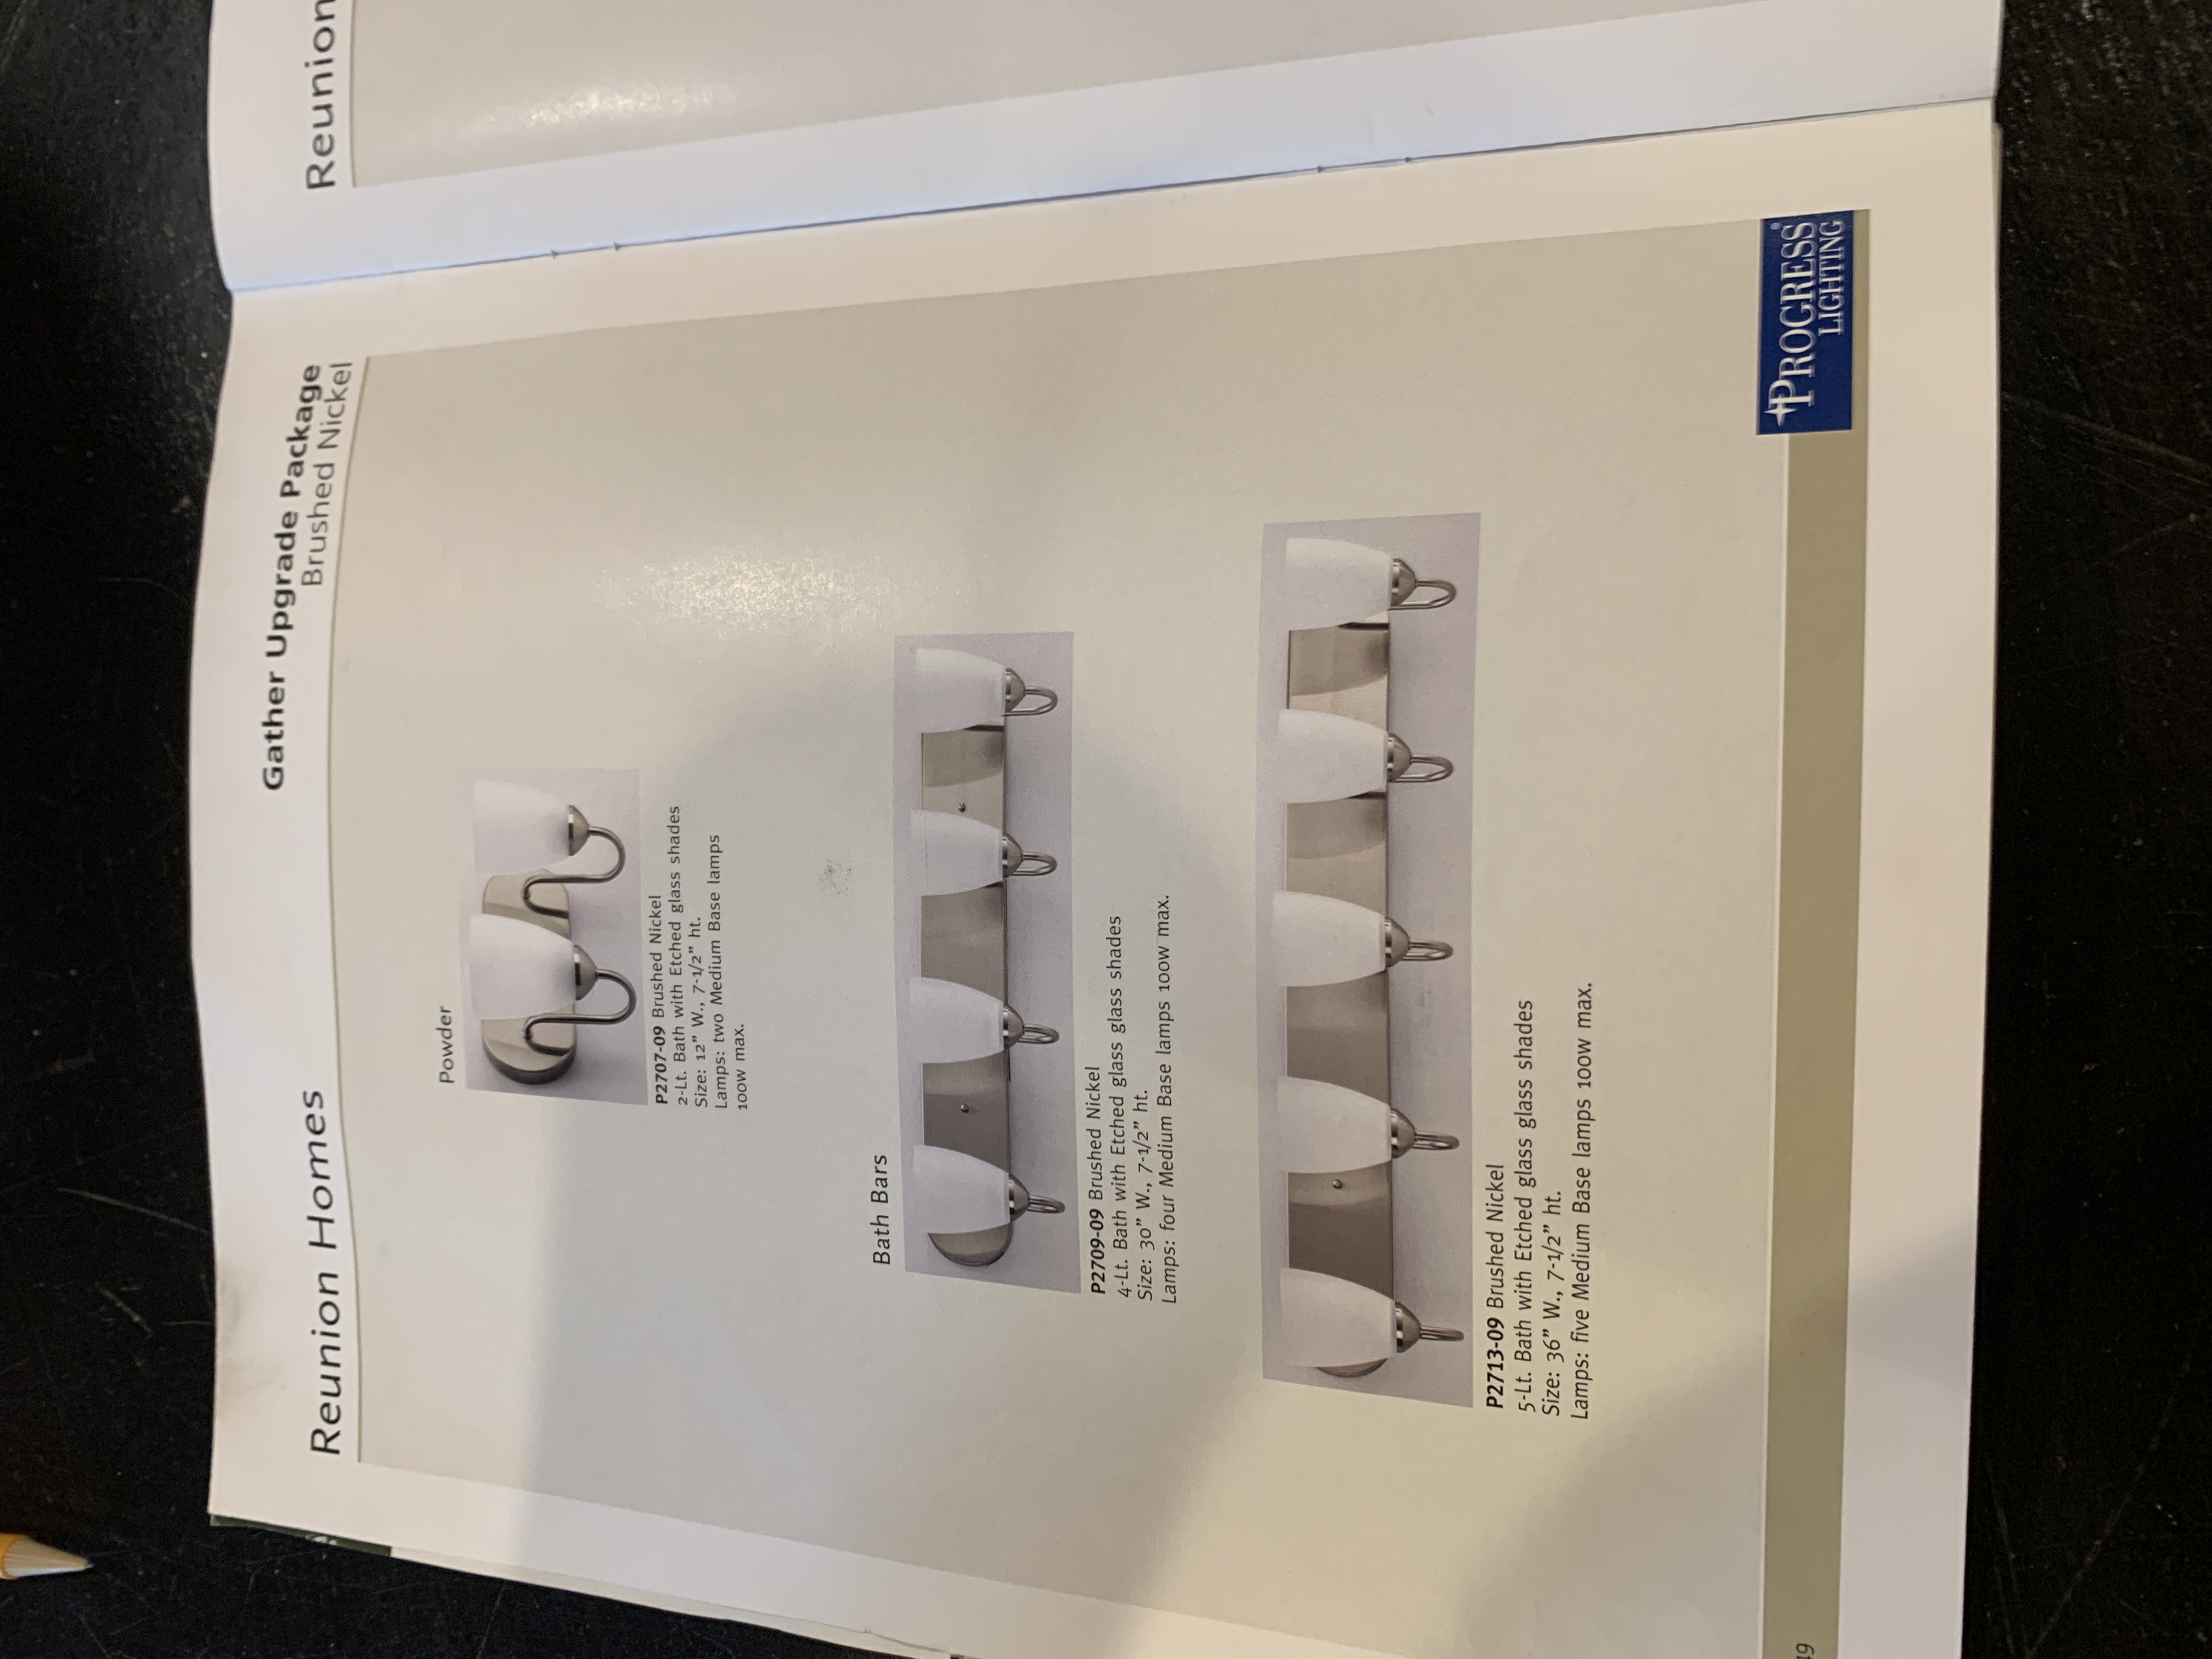 Reunion Homes
Gather Upgrade Package
Brushed Nickel
Powder
P2707-09 Brushed Nickel
2-Lt. Bath with Etched glass shades
Size: 12” W., 7-1/2” ht.
Lamps: two Medium Base lamps
100w max.
Bath Bars
P2709-09 Brushed Nickel
4-Lt. Bath with Etched glass glass shades
Size: 30” W., 7-1/2” ht.
Lamps: four Medium Base lamps 100w max.
P2713-09 Brushed Nickel
5-Lt. Bath with Etched glass glass shades
Size: 36” W., 7-1/2” ht.
Lamps: five Medium Base lamps 100w max.
PROGRESS®
LIGHTING
Reunion